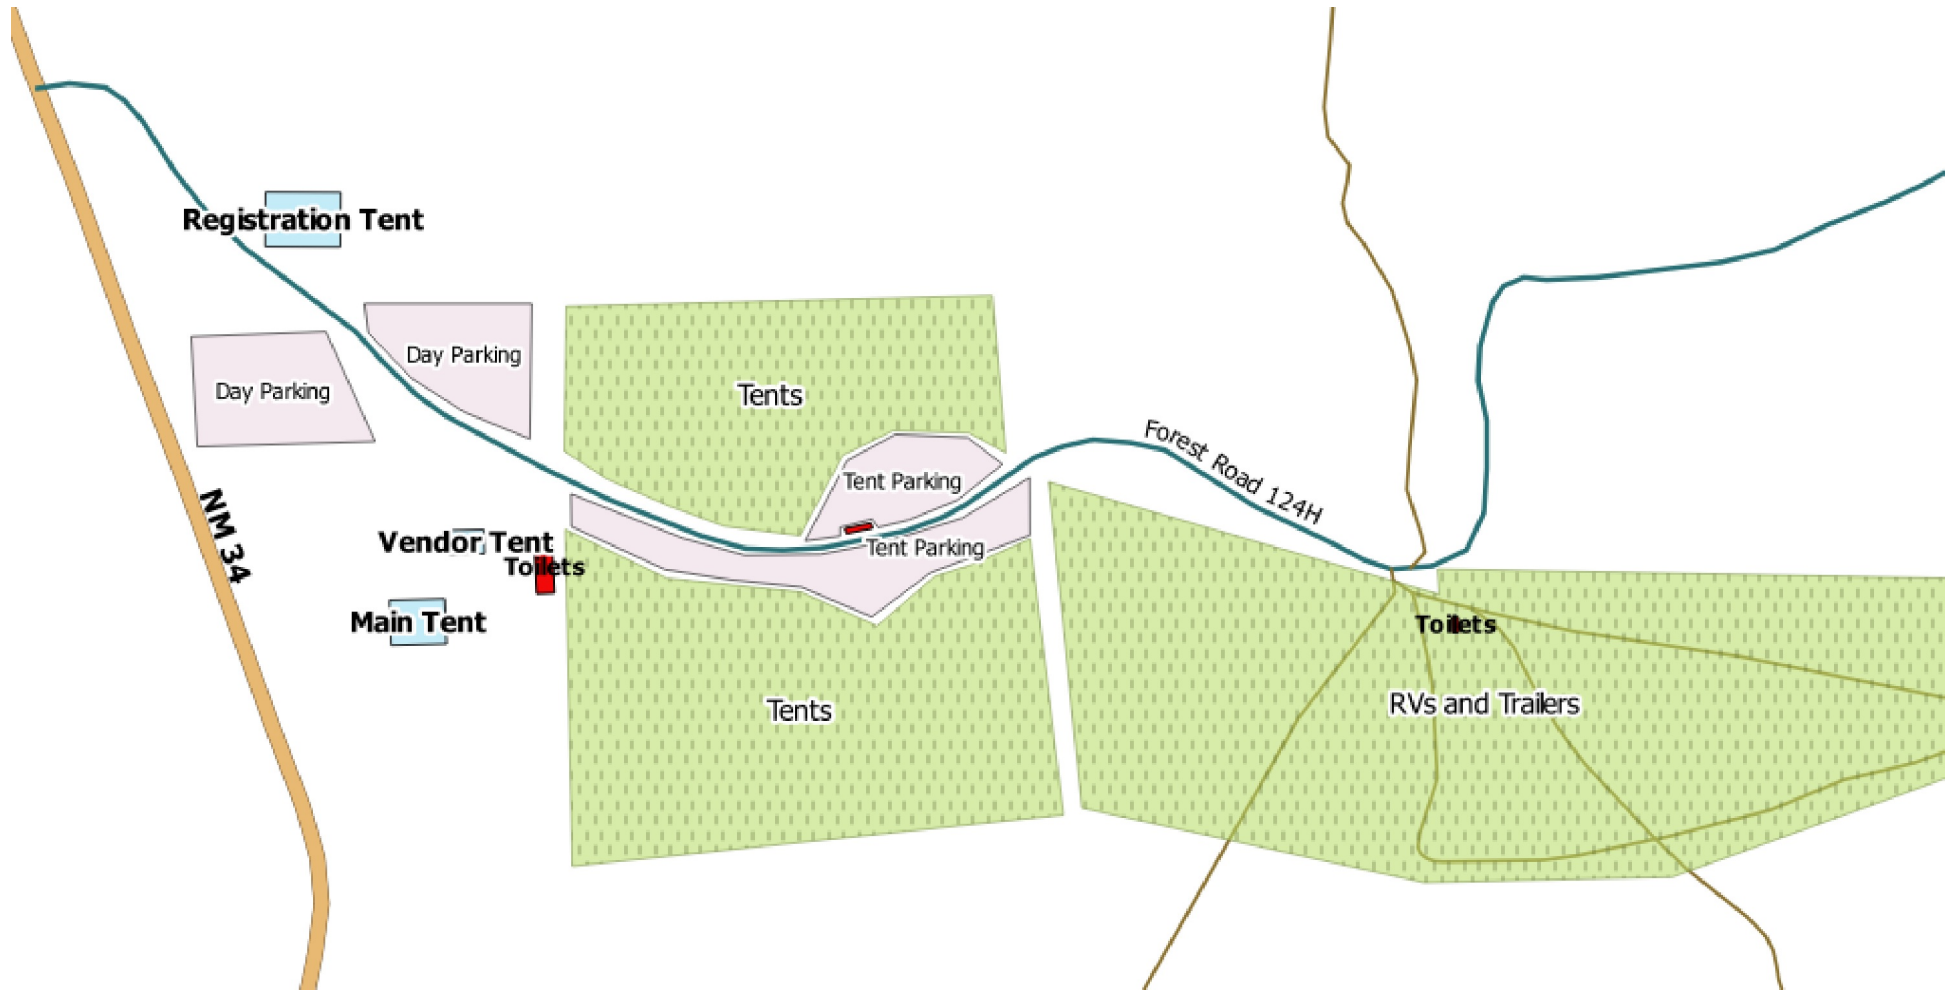 Registration Tent
Day Parking
Day Parking
Tents
Forest Road 124H
Tent Parking
NM 34
Vendor Tent
Tent Parking
Toilets
Main Tent
Toilets
RVs and Trailers
Tents